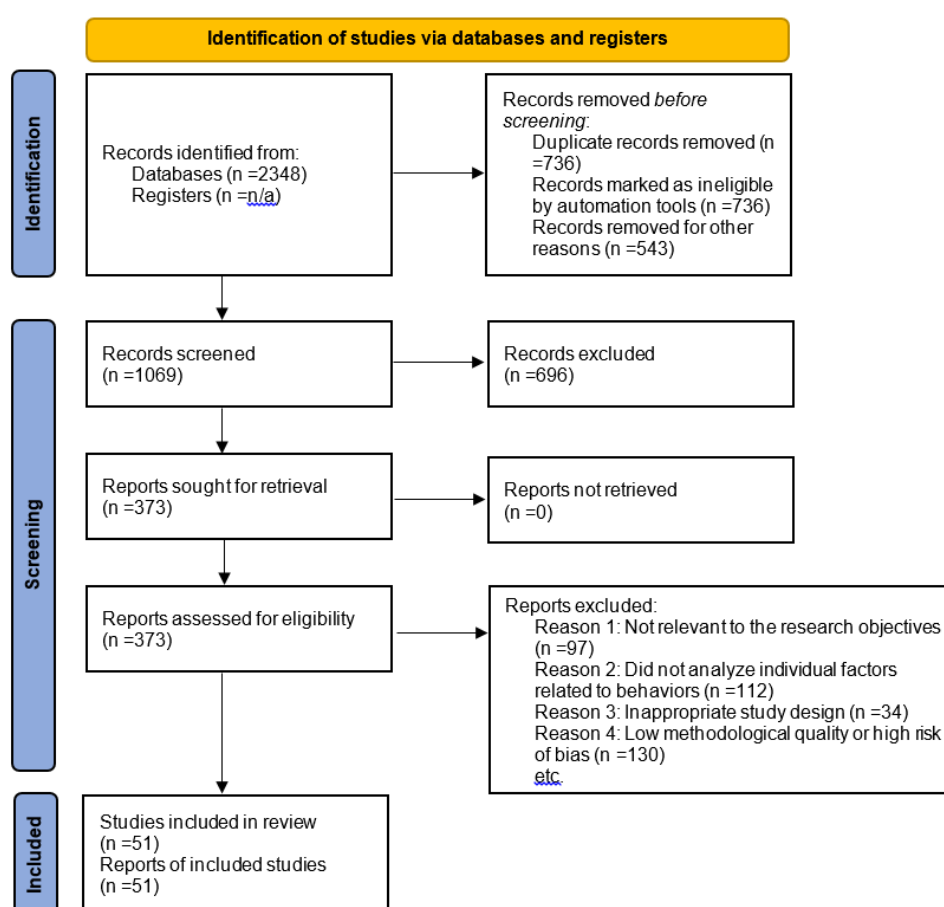 Identification of studies via databases and registers
Identification
Records identified from:
Databases (n =2348)
Registers (n =n/a)
Records removed before
screening:
Duplicate records removed (n
=736)
Records marked as ineligible
by automation tools (n =736)
Records removed for other
reasons (n =543)
Screening
Records screened
(n =1069)
Records excluded
(n =696)
Reports sought for retrieval
(n =373)
Reports not retrieved
(n =0)
Reports assessed for eligibility
(n =373)
Reports excluded:
Reason 1: Not relevant to the research objectives
(n =97)
Reason 2: Did not analyze individual factors
related to behaviors (n =112)
Reason 3: Inappropriate study design (n =34)
Reason 4: Low methodological quality or high risk
of bias (n =130)
etc.
Included
Studies included in review
(n =51)
Reports of included studies
(n =51)